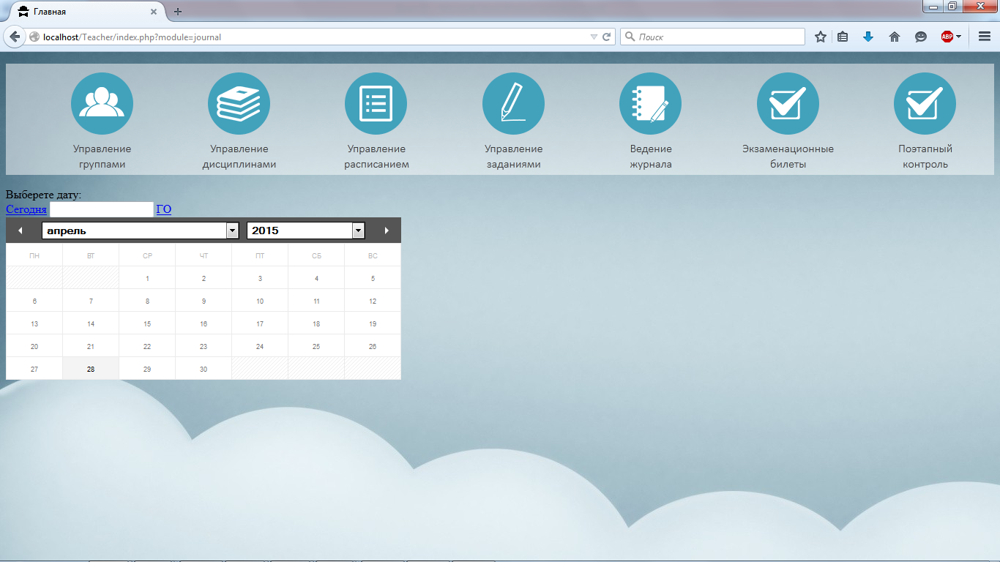 Главная
localhost/Teacher/index.php?module=journal
Поиск
ABP
Управление
группами
Управление
дисциплинами
Управление
расписанием
Управление
заданиями
Ведение
журнала
Экзаменационные
билеты
Поэтапный
контроль
Выберете дату:
Сегодня ГО
апрель 2015
ПН ВТ СР ЧТ ПТ СБ ВС
1 2 3 4 5
6 7 8 9 10 11 12
13 14 15 16 17 18 19
20 21 22 23 24 25 26
27 28 29 30